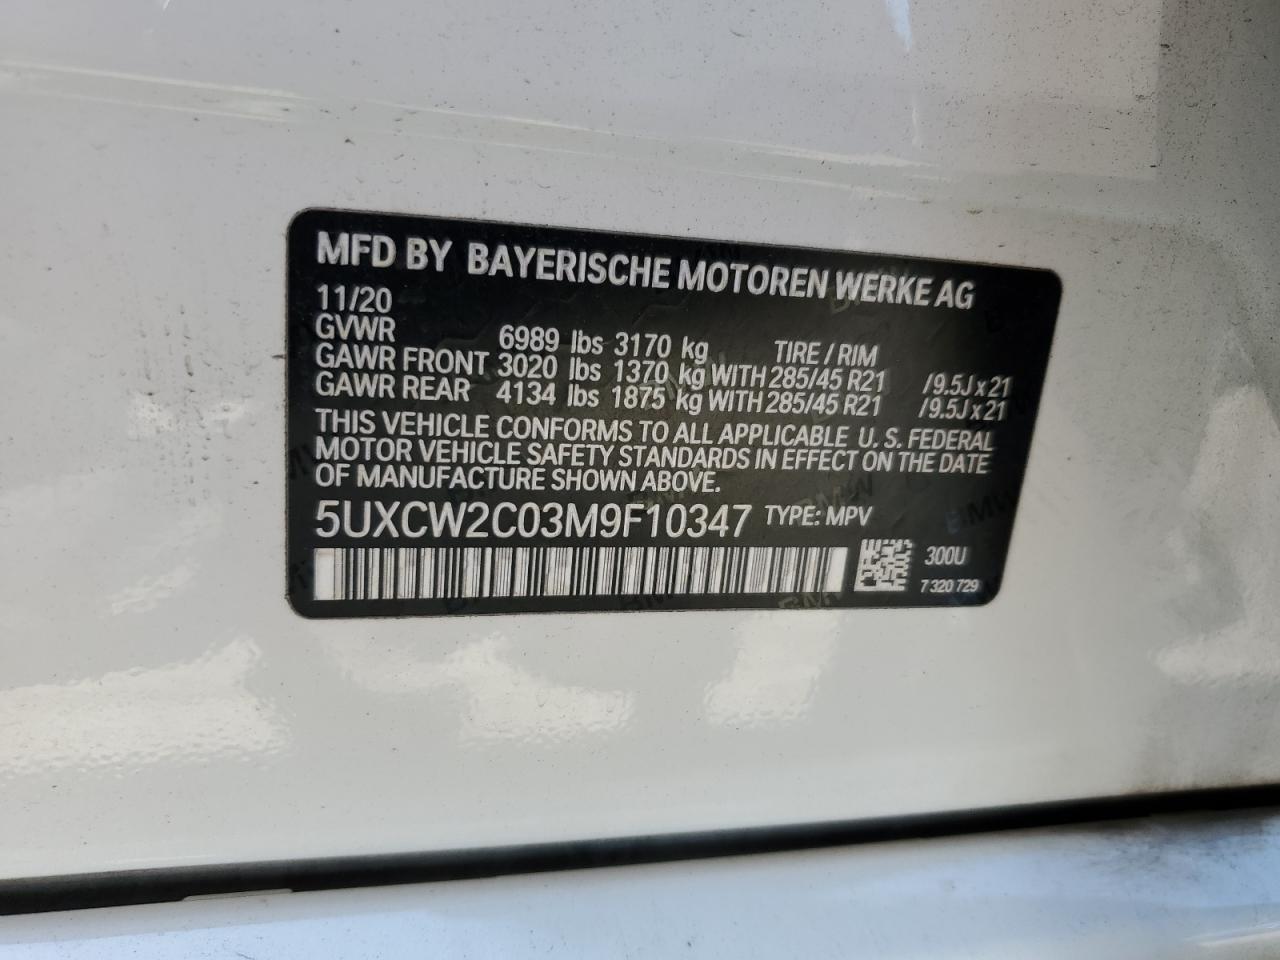 MFD BY BAYERISCHE MOTOREN WERKE AG
11/20
GVWR 6989 lbs 3170 kg TIRE / RIM
GAWR FRONT 3020 lbs 1370 kg WITH 285/45 R21 /9.5J x 21
GAWR REAR 4134 lbs 1875 kg WITH 285/45 R21 /9.5J x 21
THIS VEHICLE CONFORMS TO ALL APPLICABLE U. S. FEDERAL
MOTOR VEHICLE SAFETY STANDARDS IN EFFECT ON THE DATE
OF MANUFACTURE SHOWN ABOVE.
5UXCW2C03M9F10347 TYPE: MPV
300U
7 320 729